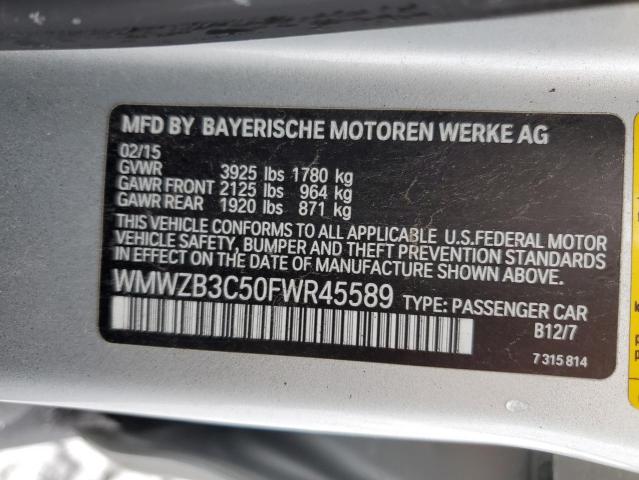 MFD BY BAYERISCHE MOTOREN WERKE AG
02/15
GVWR 3925 lbs 1780 kg
GAWR FRONT 2125 lbs 964 kg
GAWR REAR 1920 lbs 871 kg
THIS VEHICLE CONFORMS TO ALL APPLICABLE U.S.FEDERAL MOTOR
VEHICLE SAFETY, BUMPER AND THEFT PREVENTION STANDARDS
IN EFFECT ON THE DATE OF MANUFACTURE SHOWN ABOVE.
WMWZB3C50FWR45589 TYPE: PASSENGER CAR
B12/7
7 315 814